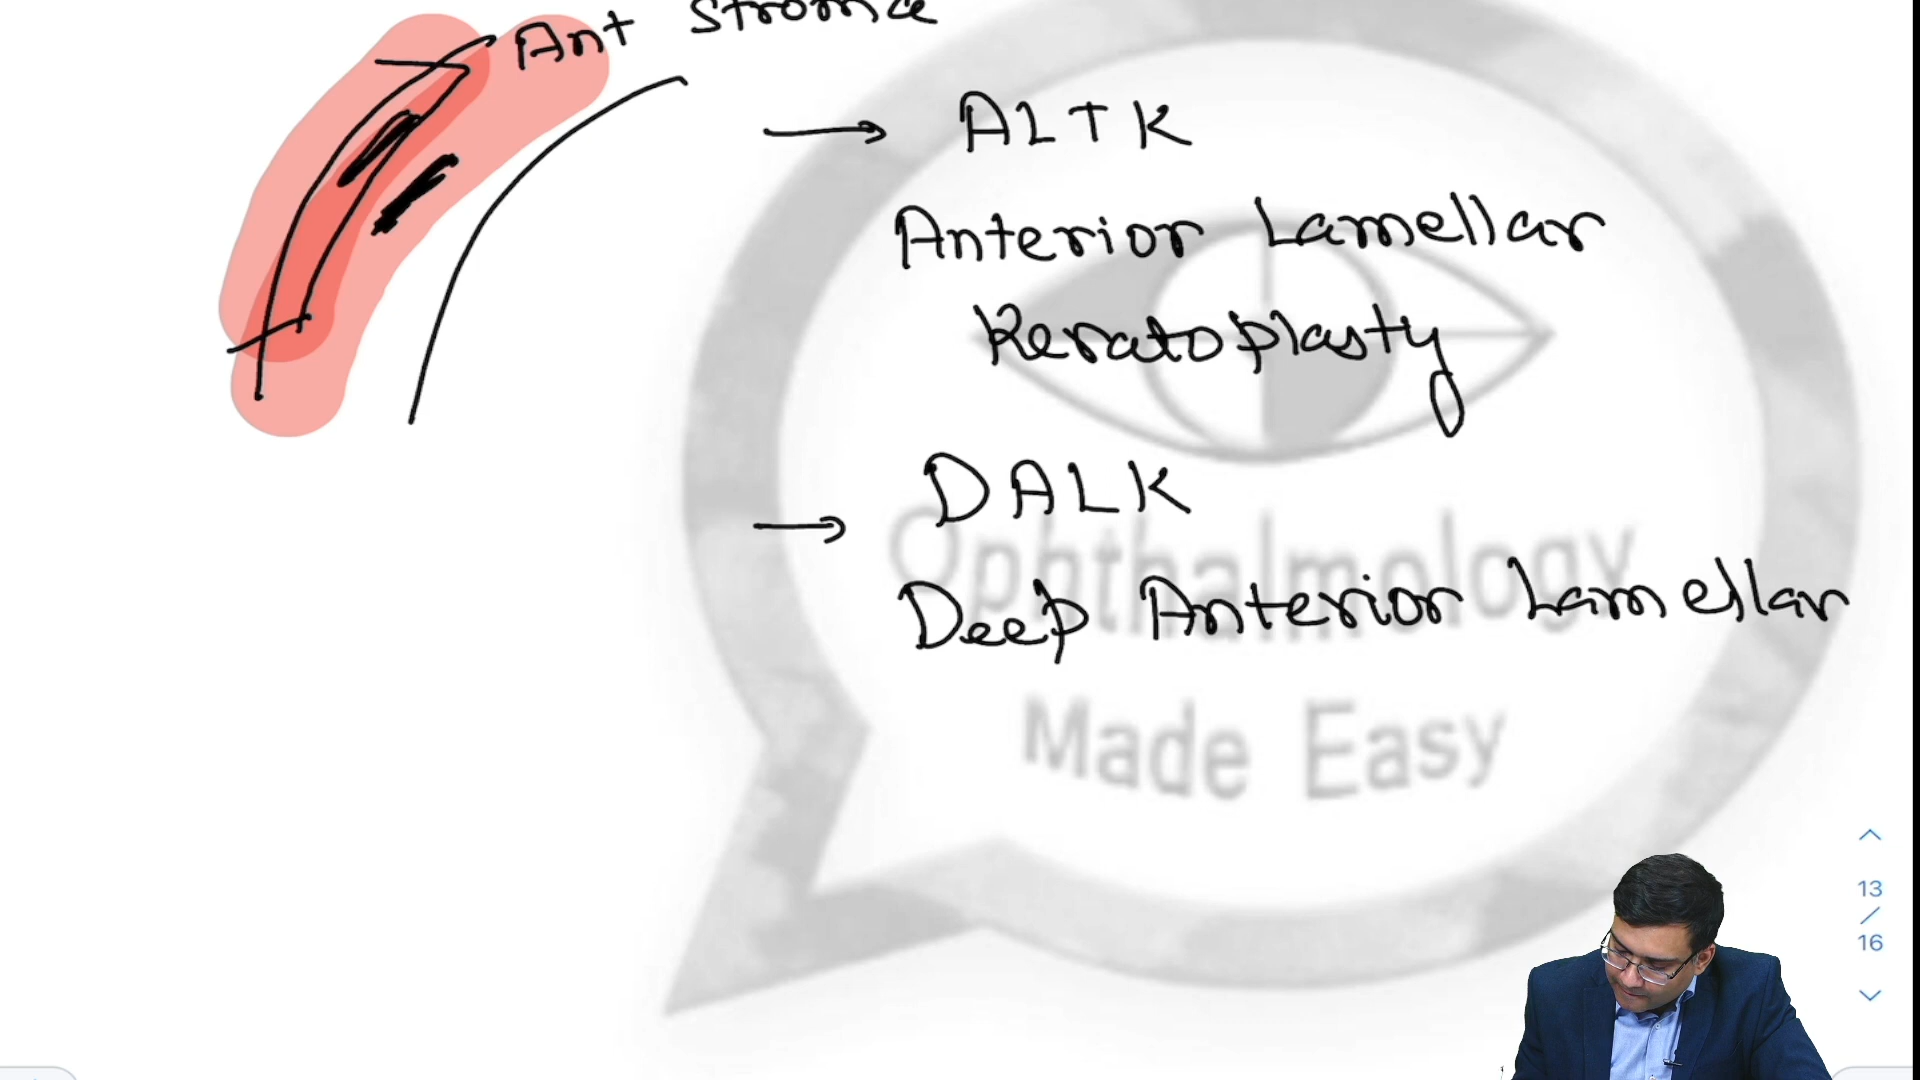 Ant Stroma
ALTK
Anterior Lamellar
Keratoplasty
DALK
Deep Anterior Lamellar
Ophthalmology
Made Easy
13
/
16